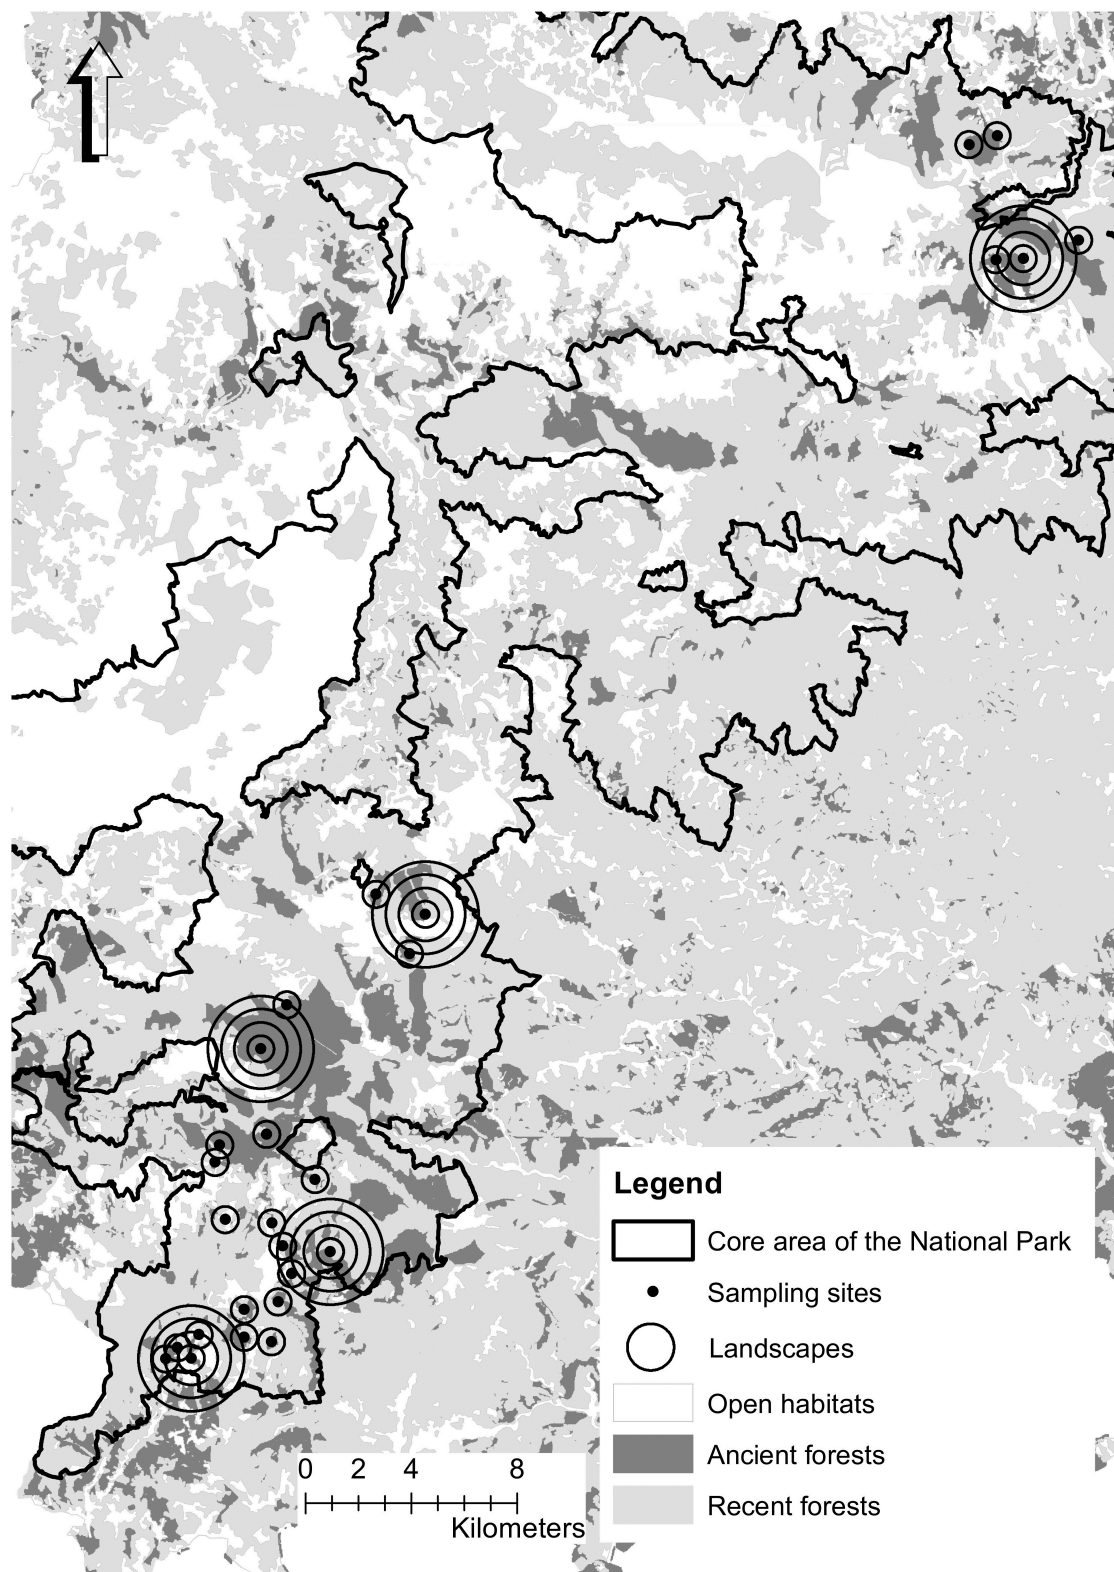 Legend
Core area of the National Park
Sampling sites
Landscapes
Open habitats
Ancient forests
Recent forests
0 2 4 8
Kilometers